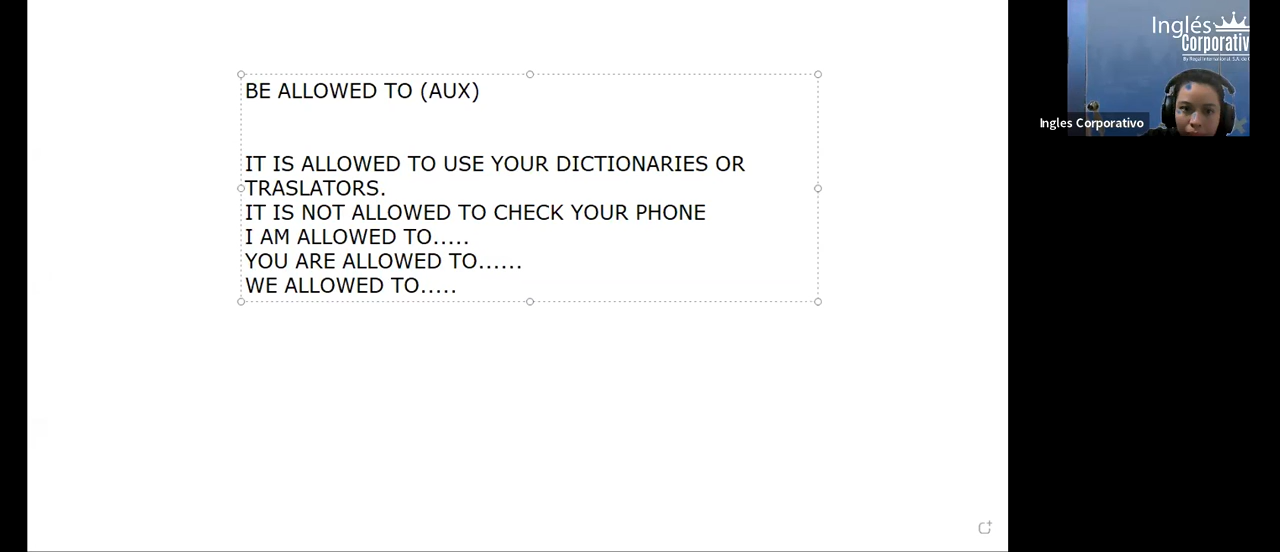 BE ALLOWED TO (AUX)
IT IS ALLOWED TO USE YOUR DICTIONARIES OR
TRASLATORS.
IT IS NOT ALLOWED TO CHECK YOUR PHONE
I AM ALLOWED TO.....
YOU ARE ALLOWED TO......
WE ALLOWED TO.....
Inglés
Corporativ
Ingles Corporativo